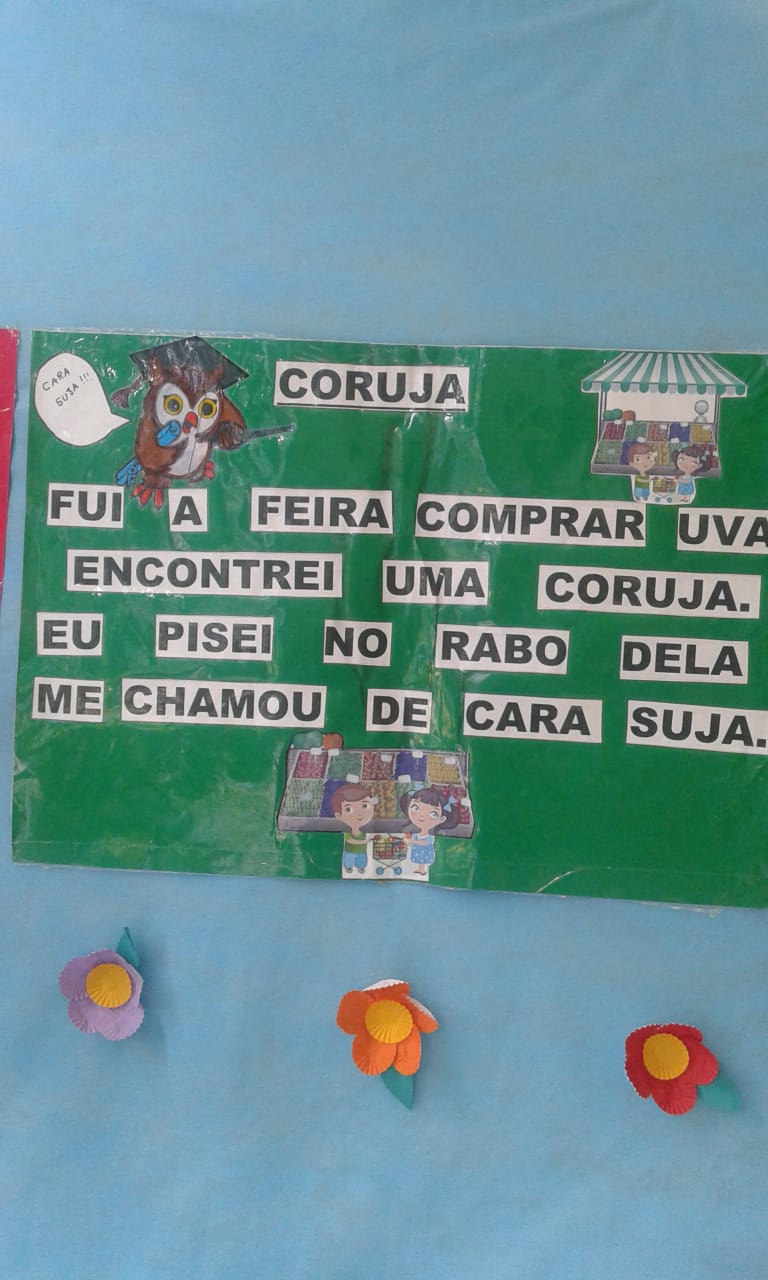 CARA
SUJA!!!
CORUJA
FUI A FEIRA COMPRAR UVA
ENCONTREI UMA CORUJA.
EU PISEI NO RABO DELA
ME CHAMOU DE CARA SUJA.